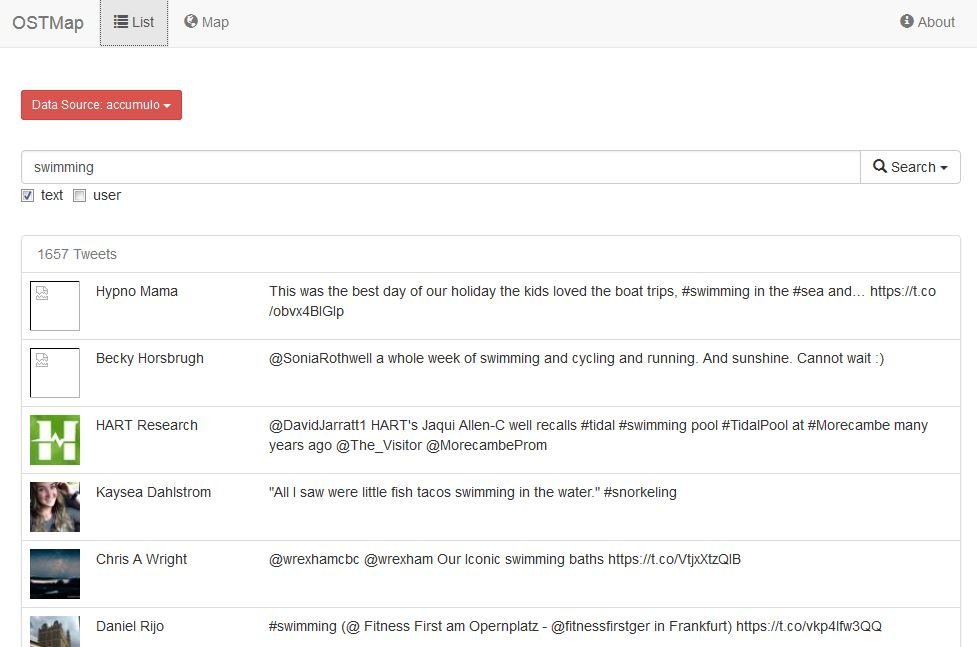 OSTMap List Map About
Data Source: accumulo
swimming Search
text user
1657 Tweets
Hypno Mama This was the best day of our holiday the kids loved the boat trips, #swimming in the #sea and… https://t.co
/obvx4BlGlp
Becky Horsbrugh @SoniaRothwell a whole week of swimming and cycling and running. And sunshine. Cannot wait :)
HART Research @DavidJarratt1 HART's Jaqui Allen-C well recalls #tidal #swimming pool #TidalPool at #Morecambe many
years ago @The_Visitor @MorecambeProm
Kaysea Dahlstrom "All I saw were little fish tacos swimming in the water." #snorkeling
Chris A Wright @wrexhamcbc @wrexham Our Iconic swimming baths https://t.co/VtjxXtzQlB
Daniel Rijo #swimming (@ Fitness First am Opernplatz - @fitnessfirstger in Frankfurt) https://t.co/vkp4lfw3QQ